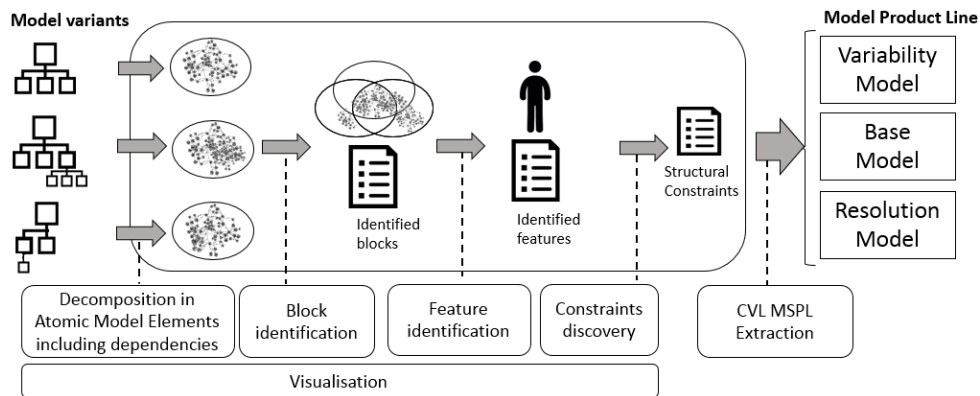 Model variants
Model Product Line
Variability
Model
Base
Model
Resolution
Model
Structural
Constraints
Identified
blocks
Identified
features
Decomposition in
Atomic Model Elements
including dependencies
Block
identification
Feature
identification
Constraints
discovery
CVL MSPL
Extraction
Visualisation